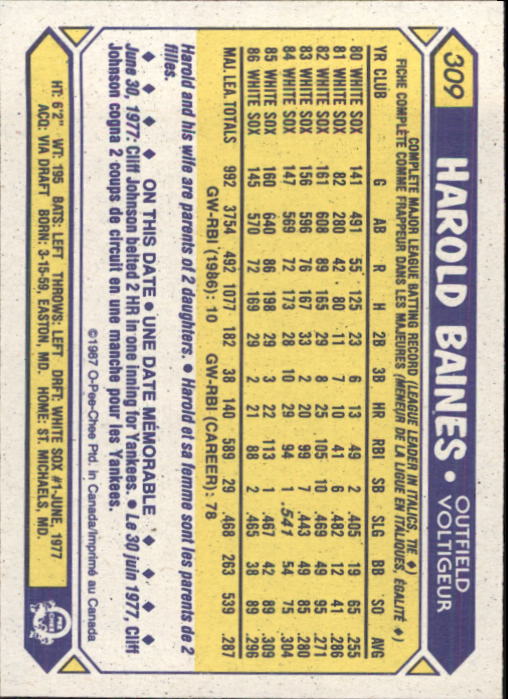 309 HAROLD BAINES • OUTFIELD VOLTIGEUR
COMPLETE MAJOR LEAGUE BATTING RECORD (LEAGUE LEADER IN ITALICS, TIE ♦)
FICHE COMPLÈTE COMME FRAPPEUR DANS LES MAJEURES (MENEUR DE LA LIGUE EN ITALIQUES, ÉGALITÉ ♦)
YR CLUB G AB R H 2B 3B HR RBI SB SLG BB SO AVG
80 WHITE SOX 141 491 55 125 23 6 13 49 2 .405 19 65 .255
81 WHITE SOX 82 280 42 80 11 7 10 41 6 .482 12 41 .286
82 WHITE SOX 161 608 89 165 29 8 25 105 10 .469 49 95 .271
83 WHITE SOX 156 596 76 167 33 2 20 99 7 .443 49 85 .280
84 WHITE SOX 147 569 72 173 28 10 29 94 1 .541 54 75 .304
85 WHITE SOX 160 640 86 198 29 3 22 113 1 .467 42 89 .309
86 WHITE SOX 145 570 72 169 29 2 21 88 2 .465 38 89 .296
MAJ. LEA. TOTALS 992 3754 492 1077 182 38 140 589 29 .468 263 539 .287
GW-RBI (1986): 10 GW-RBI (CAREER): 78
Harold and his wife are parents of 2 daughters. • Harold et sa femme sont les parents de 2
filles.
♦ ♦ ♦ ♦ ON THIS DATE • UNE DATE MÉMORABLE ♦ ♦ ♦ ♦
June 30, 1977: Cliff Johnson belted 2 HR in one inning for Yankees. • Le 30 juin 1977, Cliff
Johnson cogna 2 coups de circuit en une manche pour les Yankees.
©1987 O-Pee-Chee Ptd. in Canada/Imprimé au Canada
HT: 6'2" WT: 195 BATS: LEFT THROWS: LEFT DRFT: WHITE SOX #1-JUNE, 1977
ACQ: VIA DRAFT BORN: 3-15-59, EASTON, MD. HOME: ST. MICHAELS, MD.
O PEE CHEE